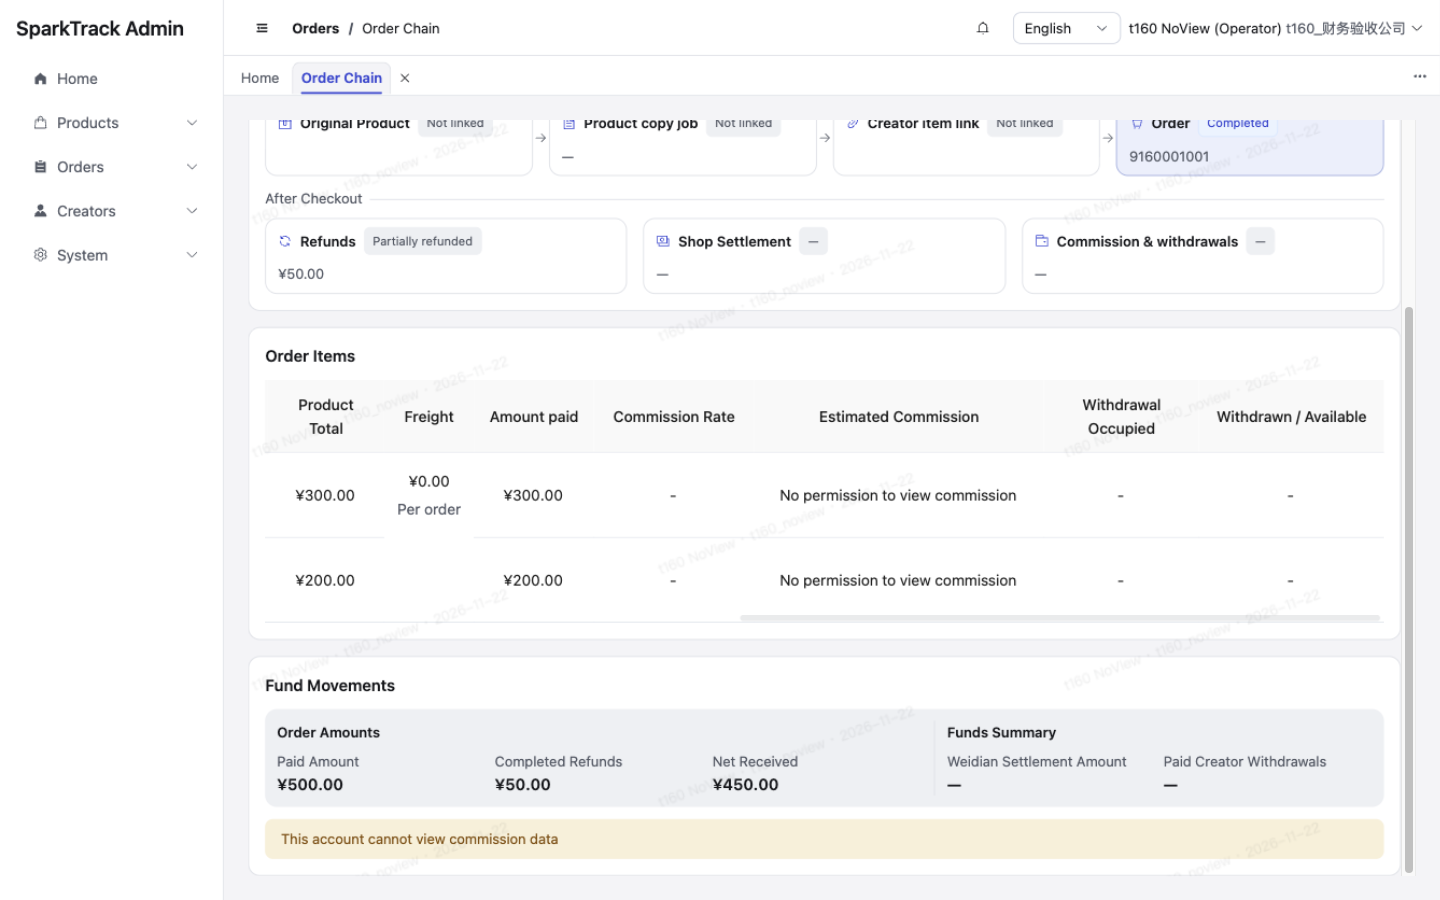 SparkTrack Admin
Orders / Order Chain
English
t160 NoView (Operator) t160_财务验收公司
Home
Products
Orders
Creators
System
Home
Order Chain
Original Product Not linked
Product copy job Not linked
—
Creator item link Not linked
Order Completed
9160001001
After Checkout
Refunds Partially refunded
¥50.00
Shop Settlement —
—
Commission & withdrawals —
—
Order Items
Product Total
Freight
Amount paid
Commission Rate
Estimated Commission
Withdrawal Occupied
Withdrawn / Available
¥300.00
¥0.00
Per order
¥300.00
-
No permission to view commission
-
-
¥200.00
¥200.00
-
No permission to view commission
-
-
Fund Movements
Order Amounts
Paid Amount
¥500.00
Completed Refunds
¥50.00
Net Received
¥450.00
Funds Summary
Weidian Settlement Amount
—
Paid Creator Withdrawals
—
This account cannot view commission data
t160 NoView · t160_noview · 2026-11-22